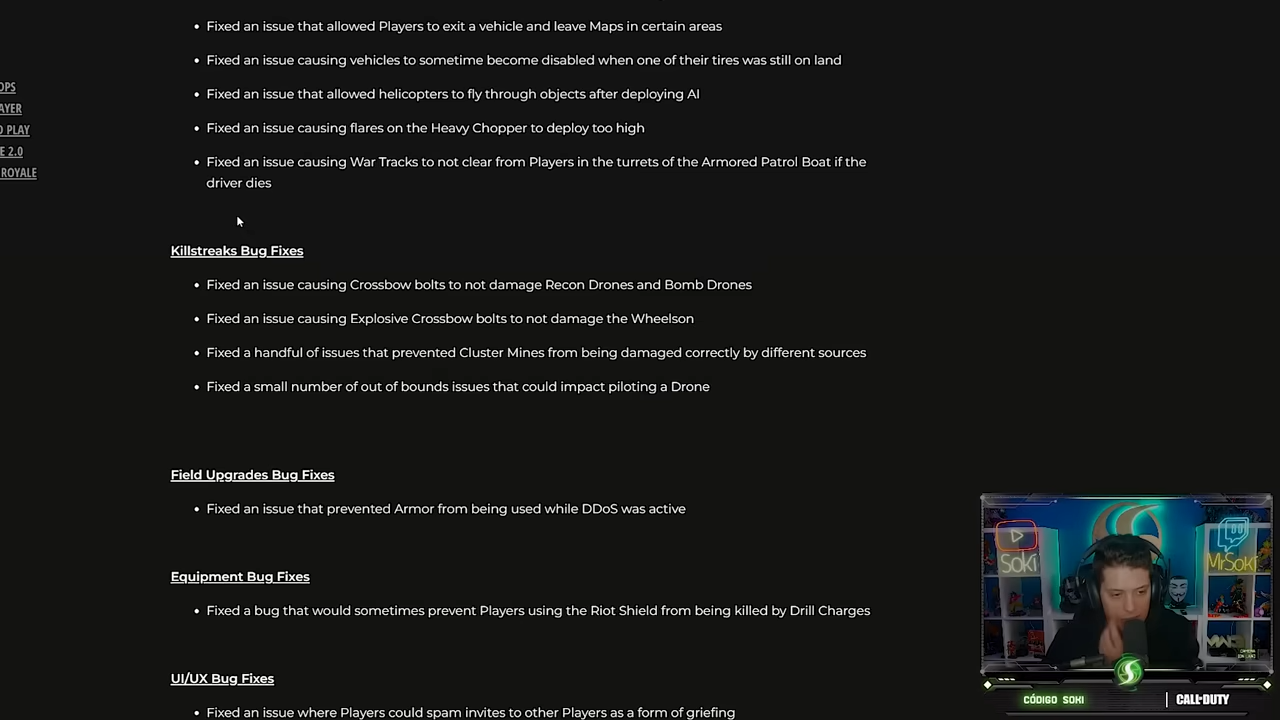 Fixed an issue that allowed Players to exit a vehicle and leave Maps in certain areas
OPS
Fixed an issue causing vehicles to sometime become disabled when one of their tires was still on land
AYER
Fixed an issue that allowed helicopters to fly through objects after deploying AI
O PLAY
Fixed an issue causing flares on the Heavy Chopper to deploy too high
E 2.0
Fixed an issue causing War Tracks to not clear from Players in the turrets of the Armored Patrol Boat if the
ROYALE
driver dies
Killstreaks Bug Fixes
Fixed an issue causing Crossbow bolts to not damage Recon Drones and Bomb Drones
Fixed an issue causing Explosive Crossbow bolts to not damage the Wheelson
Fixed a handful of issues that prevented Cluster Mines from being damaged correctly by different sources
Fixed a small number of out of bounds issues that could impact piloting a Drone
Field Upgrades Bug Fixes
Fixed an issue that prevented Armor from being used while DDoS was active
Equipment Bug Fixes
Fixed a bug that would sometimes prevent Players using the Riot Shield from being killed by Drill Charges
UI/UX Bug Fixes
Fixed an issue where Players could spam invites to other Players as a form of griefing
Soki
MrSoki
CÓDIGO SOKI
CALL OF DUTY